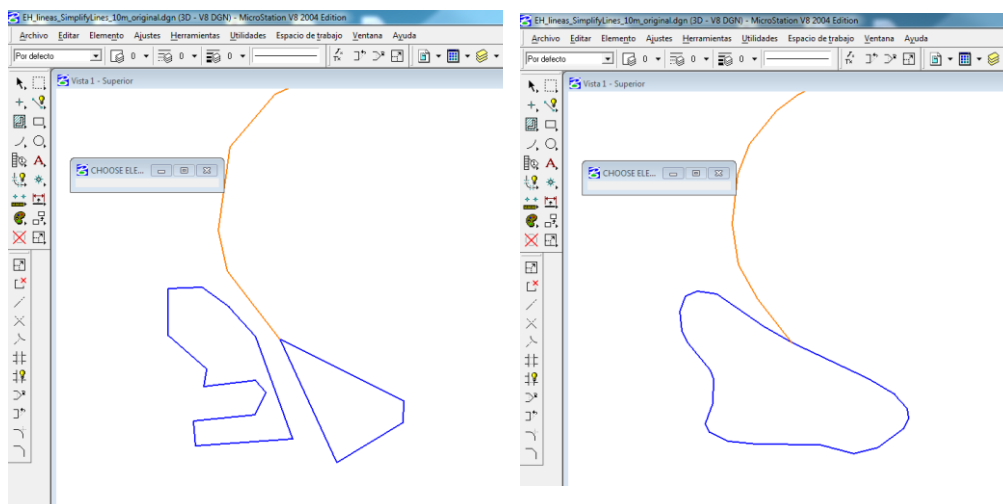 EH_lineas_SimplifyLines_10m_original.dgn (3D - V8 DGN) - MicroStation V8 2004 Edition
Archivo Editar Elemento Ajustes Herramientas Utilidades Espacio de trabajo Ventana Ayuda
Por defecto 0 0 0
Vista 1 - Superior
CHOOSE ELE...
EH_lineas_SimplifyLines_10m_original.dgn (3D - V8 DGN) - MicroStation V8 2004 Edition
Archivo Editar Elemento Ajustes Herramientas Utilidades Espacio de trabajo Ventana Ayuda
Por defecto 0 0 0
Vista 1 - Superior
CHOOSE ELE...